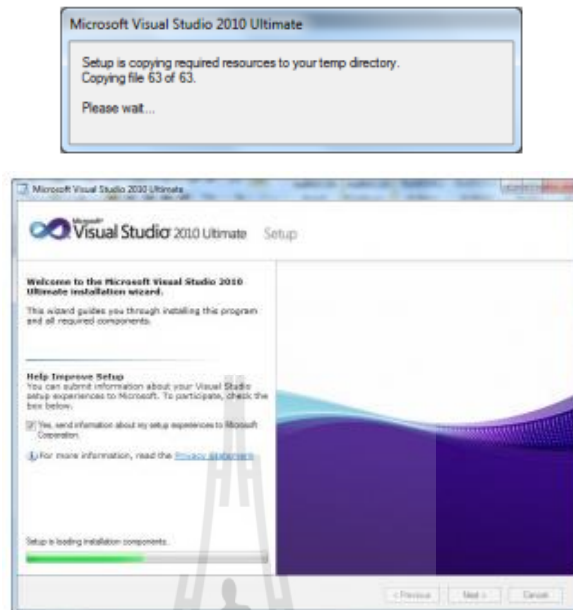 Microsoft Visual Studio 2010 Ultimate
Setup is copying required resources to your temp directory.
Copying file 63 of 63.
Please wait...
Microsoft Visual Studio 2010 Ultimate
Microsoft®
Visual Studio 2010 Ultimate Setup
Welcome to the Microsoft Visual Studio 2010
Ultimate installation wizard.
This wizard guides you through installing this program
and all required components.
Help Improve Setup
You can submit information about your Visual Studio
setup experiences to Microsoft. To participate, check the
box below.
Yes, send information about my setup experiences to Microsoft
Corporation.
For more information, read the Privacy Statement
Setup is loading installation components.
< Previous Next > Cancel